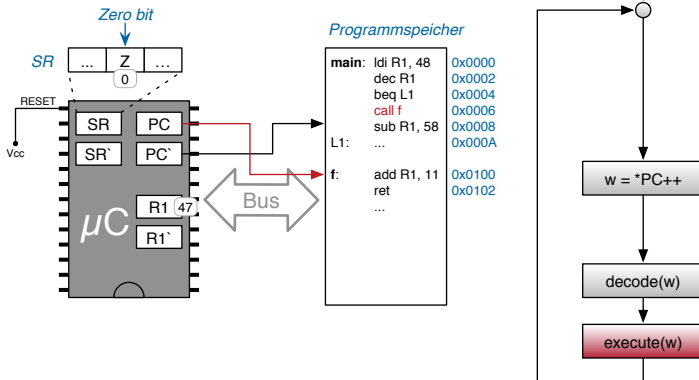 Zero bit
SR ... Z ...
0
RESET
Vcc
SR PC
SR` PC`
R1 47
R1`
µC
Bus
Programmspeicher
main: ldi R1, 48 0x0000
dec R1 0x0002
beq L1 0x0004
call f 0x0006
sub R1, 58 0x0008
L1: ... 0x000A
f: add R1, 11 0x0100
ret 0x0102
...
w = *PC++
decode(w)
execute(w)